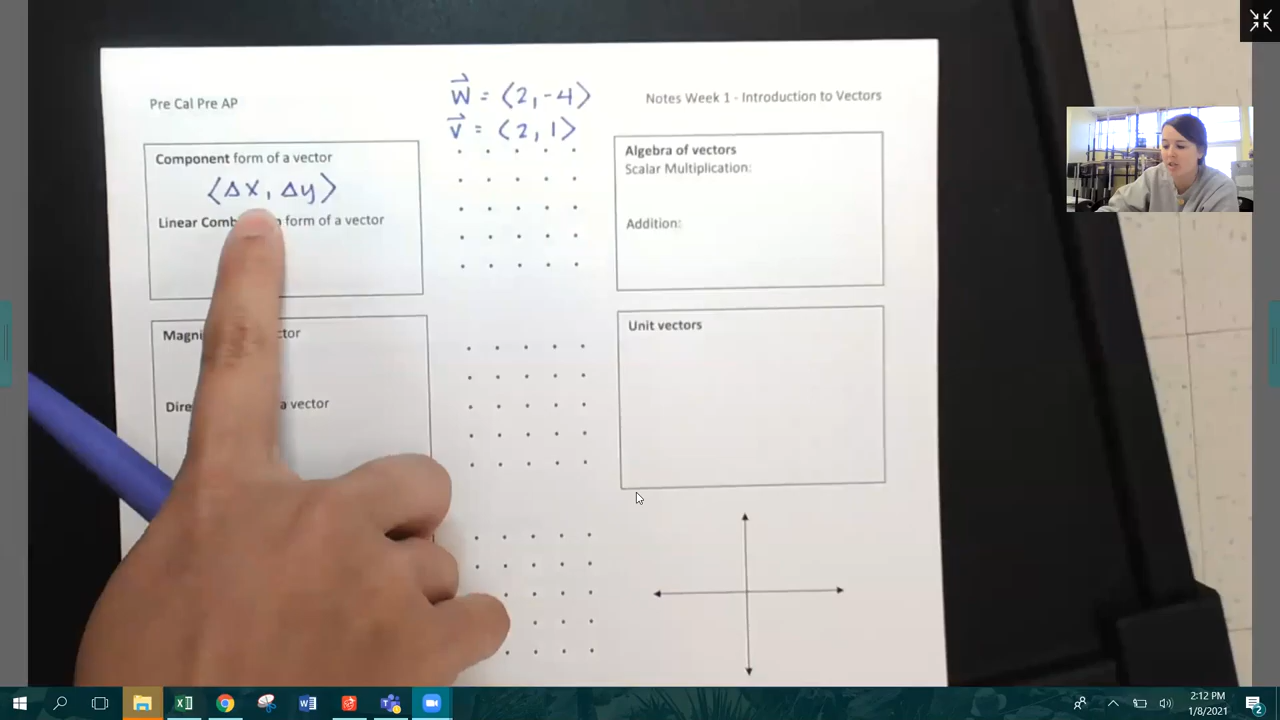 Pre Cal Pre AP
w⃗ = ⟨2, -4⟩
v⃗ = ⟨2, 1⟩
Notes Week 1 - Introduction to Vectors
Component form of a vector
⟨Δx, Δy⟩
Linear Comb n form of a vector
Magni ctor
Dire a vector
Algebra of vectors
Scalar Multiplication:
Addition:
Unit vectors
2:12 PM
1/8/2021
2